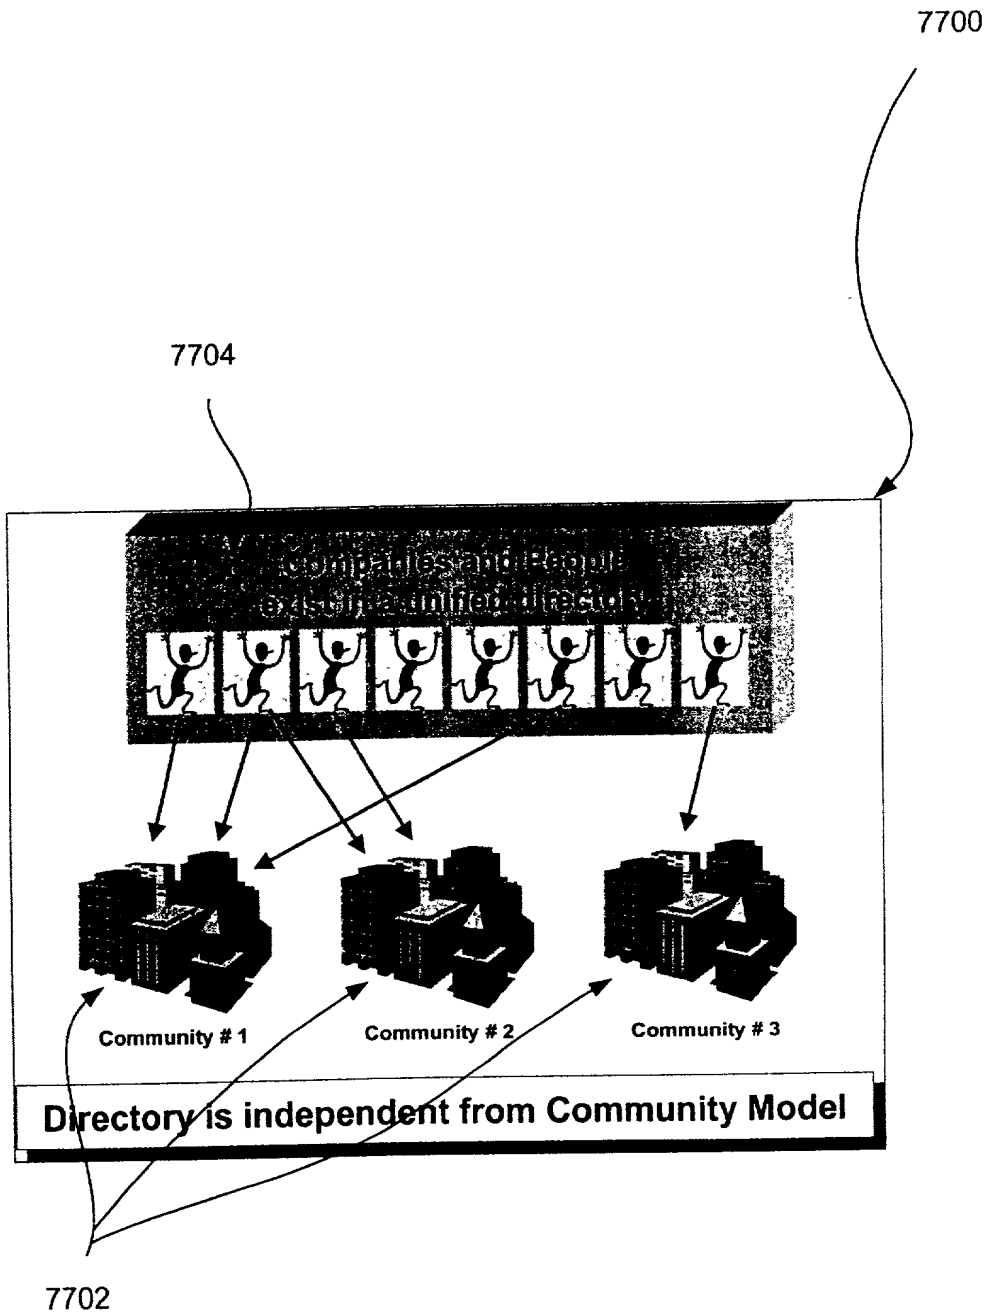 7700
7704
Companies and People
exist in a unified directory
Community # 1
Community # 2
Community # 3
Directory is independent from Community Model
7702